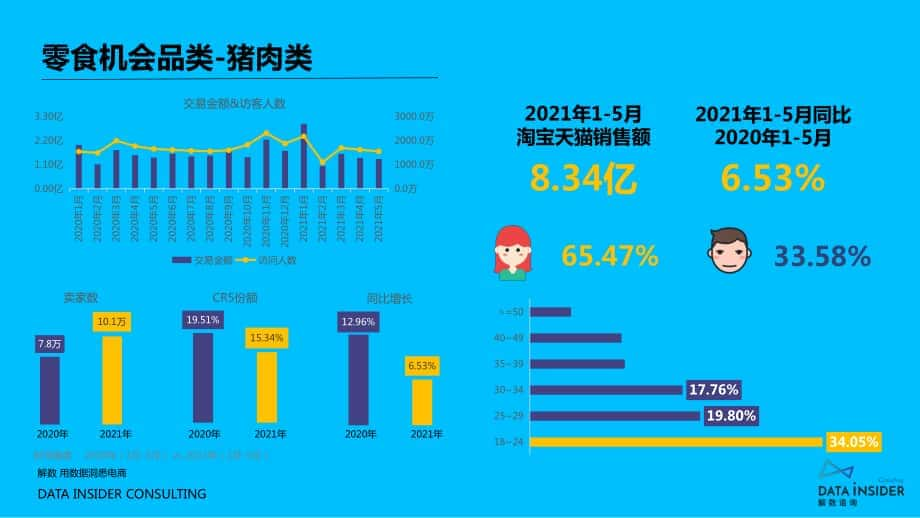 零食机会品类-猪肉类
交易金额&访客人数
3.30亿
2.20亿
1.10亿
0.00亿
3000.0万
2000.0万
1000.0万
0.0万
2020年1月
2020年2月
2020年3月
2020年4月
2020年5月
2020年6月
2020年7月
2020年8月
2020年9月
2020年10月
2020年11月
2020年12月
2021年1月
2021年2月
2021年3月
2021年4月
2021年5月
交易金额
访问人数
2021年1-5月
淘宝天猫销售额
8.34亿
2021年1-5月同比
2020年1-5月
6.53%
65.47%
33.58%
卖家数
7.8万
10.1万
2020年
2021年
CR5份额
19.51%
15.34%
2020年
2021年
同比增长
12.96%
6.53%
2020年
2021年
>=50
40~49
35~39
30~34
17.76%
25~29
19.80%
18~24
34.05%
解数 用数据洞悉电商
DATA INSIDER CONSULTING
Consulting
DATA INSIDER
解数咨询